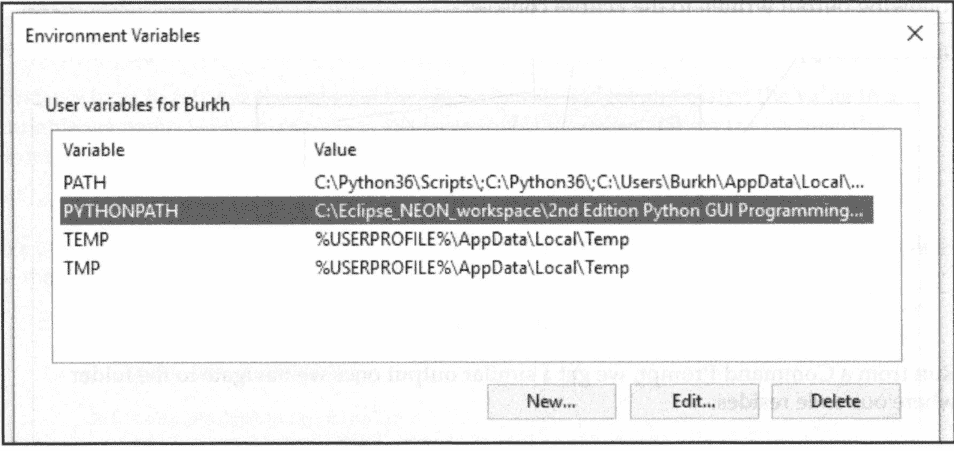 Environment Variables
User variables for Burkh
Variable Value
PATH C:\Python36\Scripts\;C:\Python36\;C:\Users\Burkh\AppData\Local\...
PYTHONPATH C:\Eclipse_NEON_workspace\2nd Edition Python GUI Programming...
TEMP %USERPROFILE%\AppData\Local\Temp
TMP %USERPROFILE%\AppData\Local\Temp
New... Edit... Delete